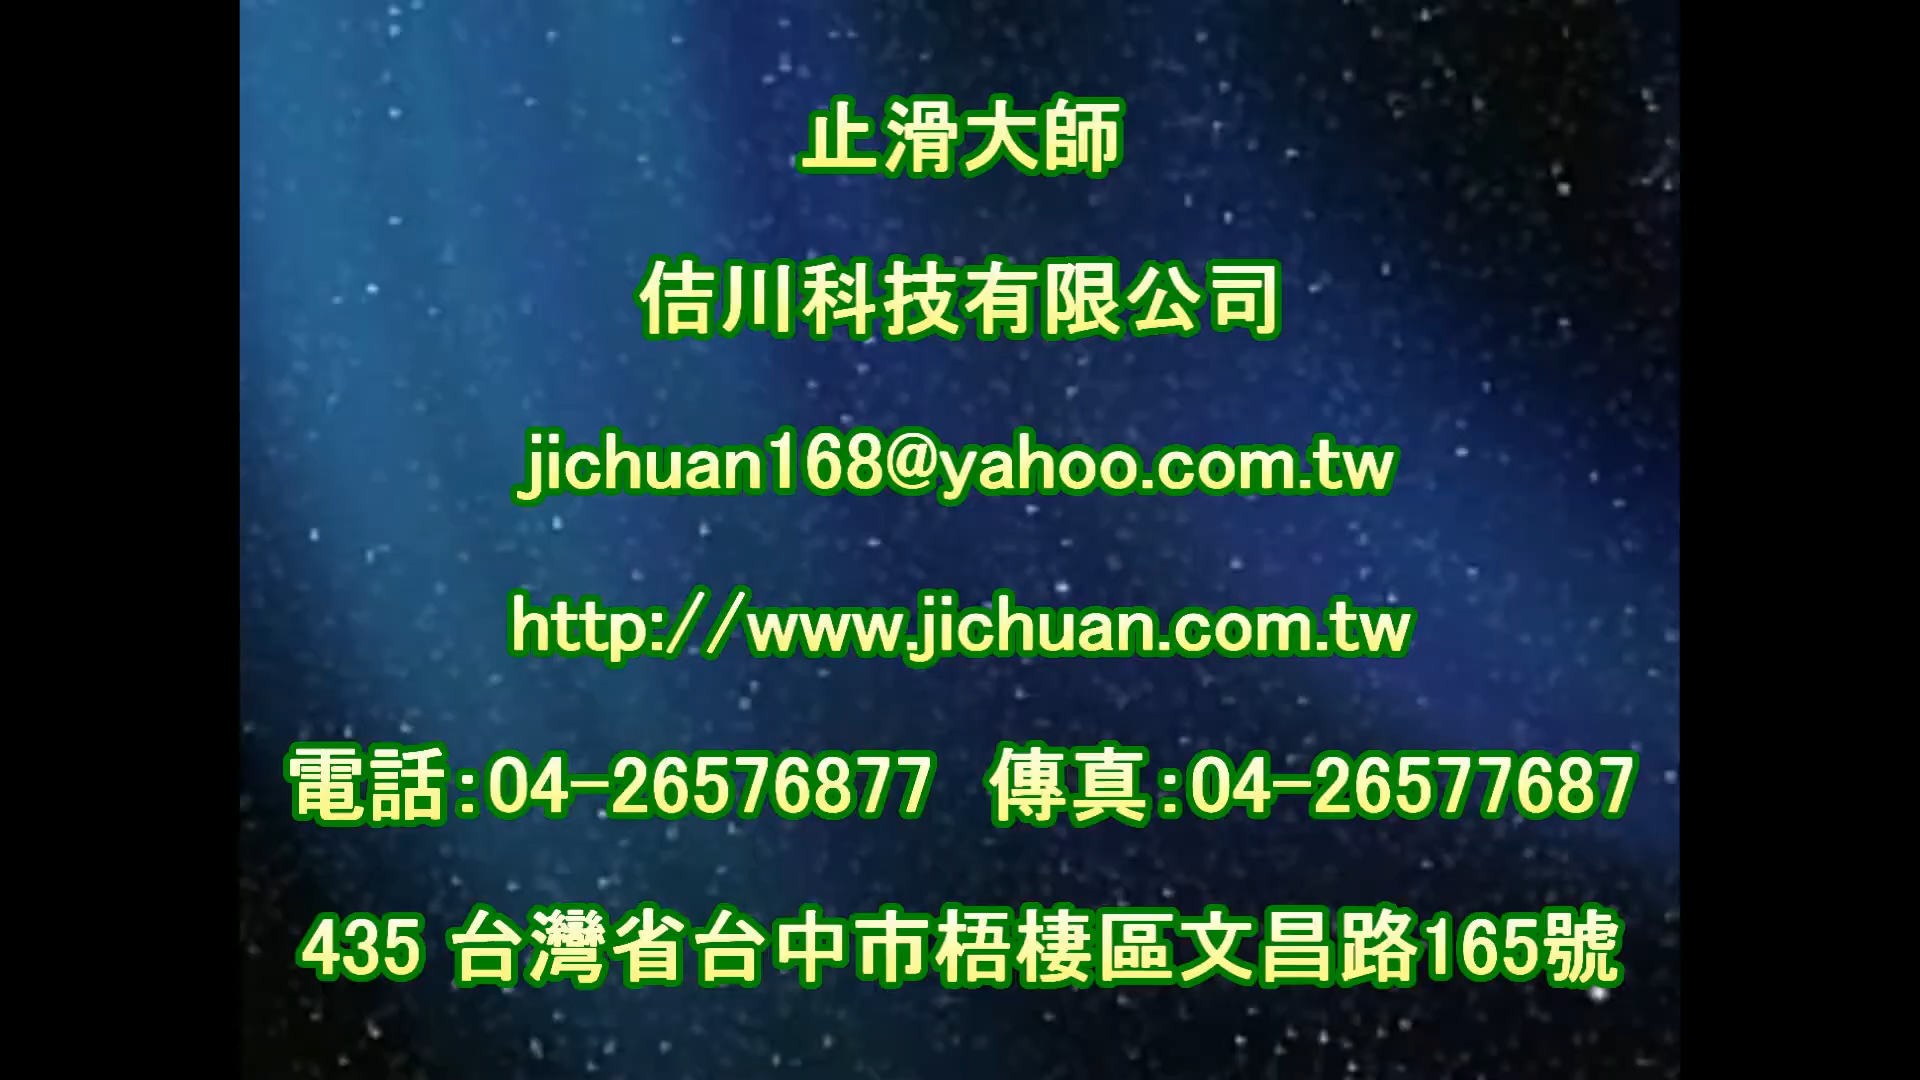 止滑大師
佶川科技有限公司
jichuan168@yahoo.com.tw
http://www.jichuan.com.tw
電話:04-26576877 傳真:04-26577687
435 台灣省台中市梧棲區文昌路165號